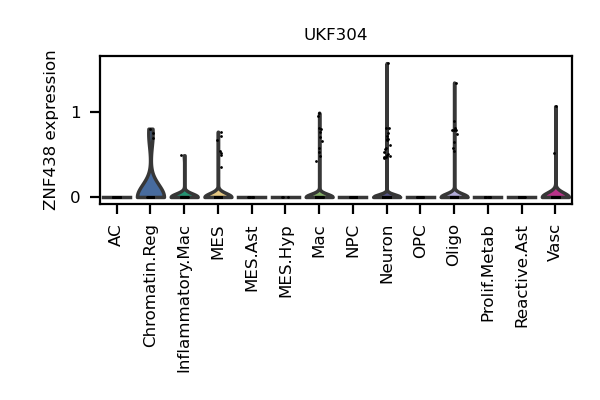 UKF304
ZNF438 expression
1
0
AC
Chromatin.Reg
Inflammatory.Mac
MES
MES.Ast
MES.Hyp
Mac
NPC
Neuron
OPC
Oligo
Prolif.Metab
Reactive.Ast
Vasc